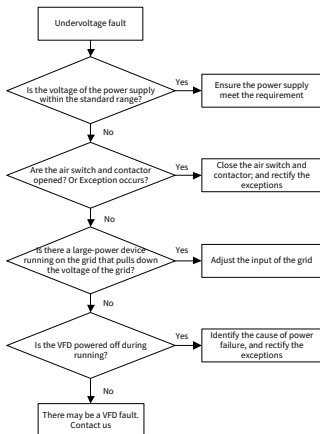 Undervoltage fault
Is the voltage of the power supply
within the standard range?
Yes
Ensure the power supply
meet the requirement
No
Are the air switch and contactor
opened? Or Exception occurs?
Yes
Close the air switch and
contactor; and rectify the
exceptions
No
Is there a large-power device
running on the grid that pulls down
the voltage of the grid?
Yes
Adjust the input of the grid
No
Is the VFD powered off during
running?
Yes
Identify the cause of power
failure, and rectify the
exceptions
No
There may be a VFD fault.
Contact us